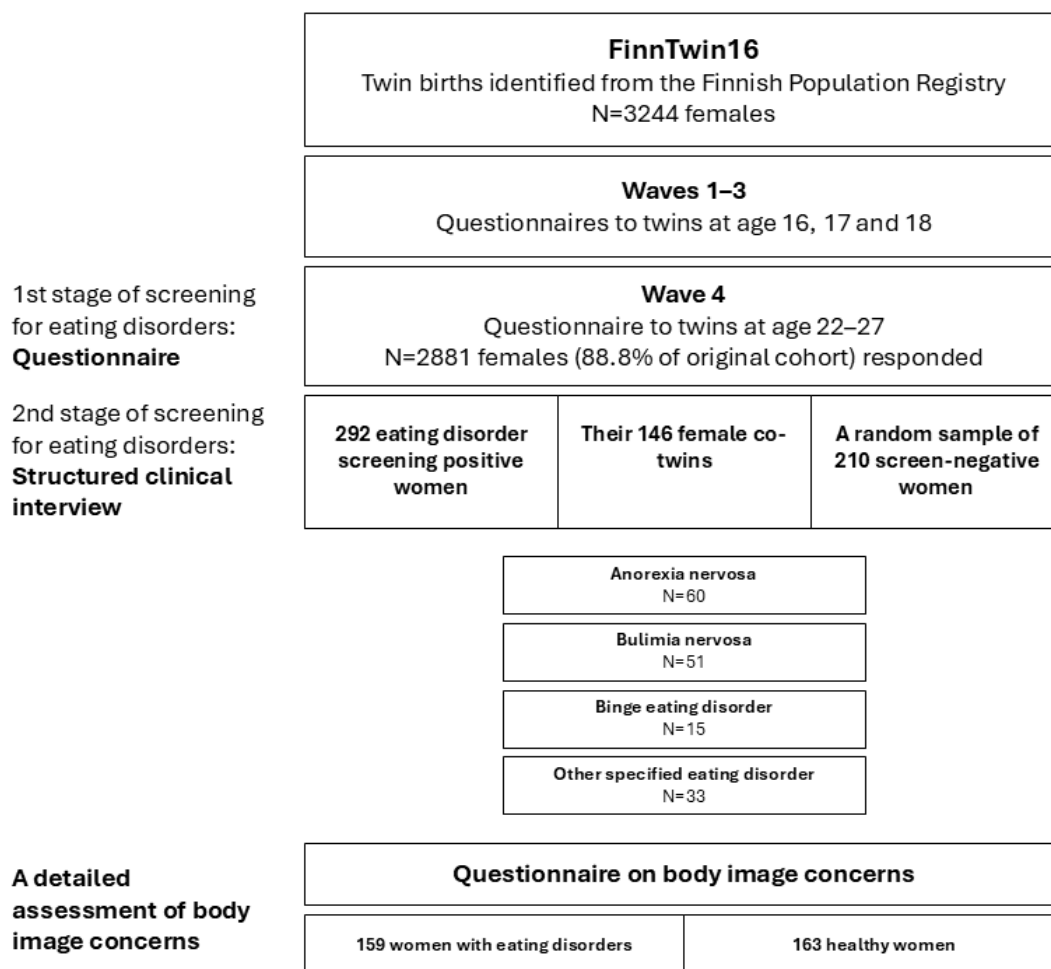 FinnTwin16
Twin births identified from the Finnish Population Registry
N=3244 females
Waves 1–3
Questionnaires to twins at age 16, 17 and 18
1st stage of screening
for eating disorders:
Questionnaire
Wave 4
Questionnaire to twins at age 22–27
N=2881 females (88.8% of original cohort) responded
2nd stage of screening
for eating disorders:
Structured clinical
interview
292 eating disorder
screening positive
women
Their 146 female co-
twins
A random sample of
210 screen-negative
women
Anorexia nervosa
N=60
Bulimia nervosa
N=51
Binge eating disorder
N=15
Other specified eating disorder
N=33
A detailed
assessment of body
image concerns
Questionnaire on body image concerns
159 women with eating disorders
163 healthy women